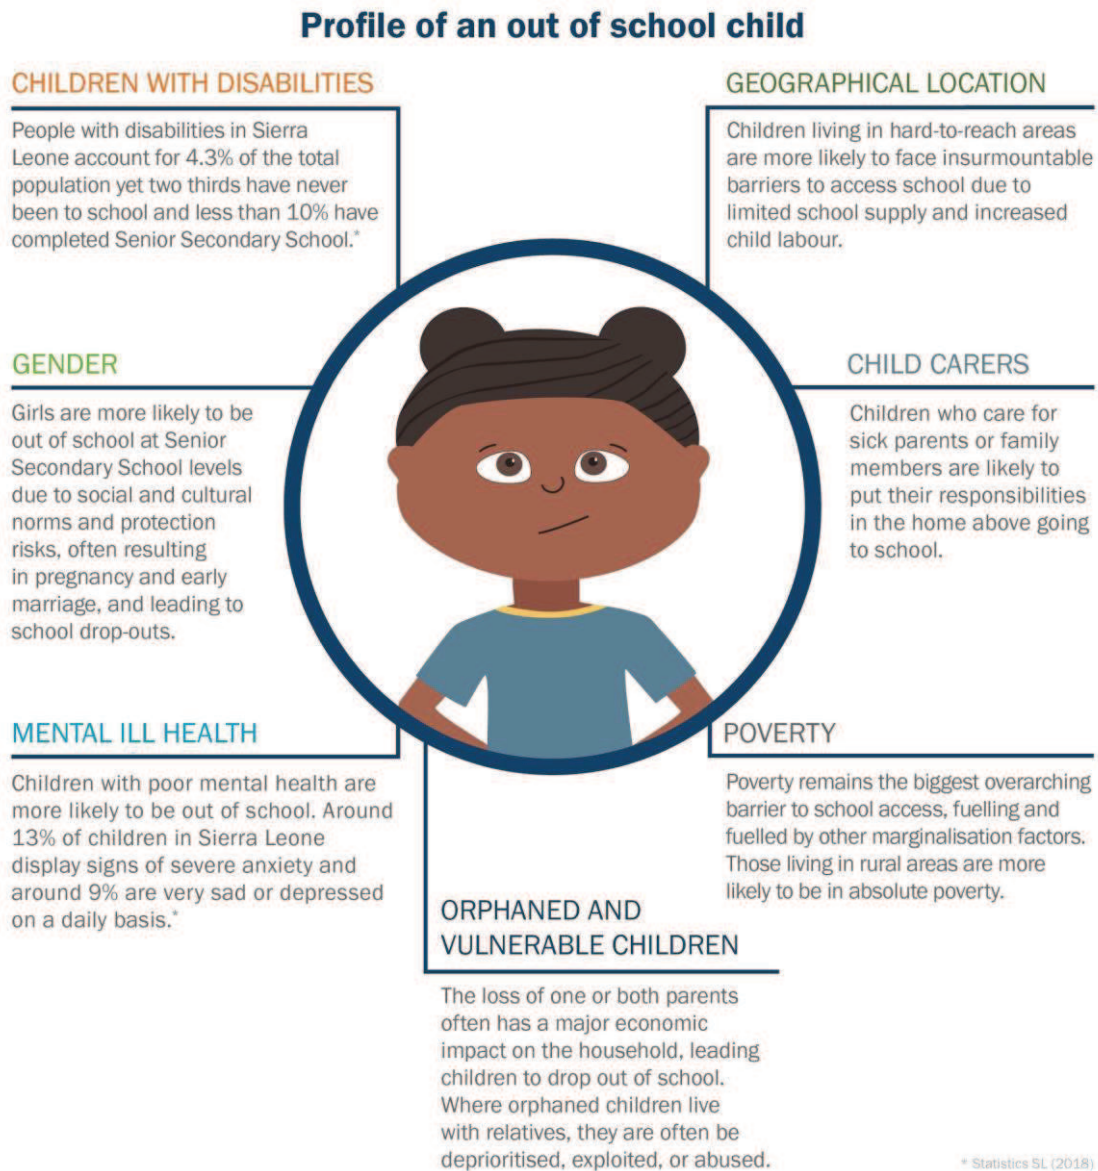 Profile of an out of school child
CHILDREN WITH DISABILITIES
People with disabilities in Sierra
Leone account for 4.3% of the total
population yet two thirds have never
been to school and less than 10% have
completed Senior Secondary School.*
GEOGRAPHICAL LOCATION
Children living in hard-to-reach areas
are more likely to face insurmountable
barriers to access school due to
limited school supply and increased
child labour.
GENDER
Girls are more likely to be
out of school at Senior
Secondary School levels
due to social and cultural
norms and protection
risks, often resulting
in pregnancy and early
marriage, and leading to
school drop-outs.
CHILD CARERS
Children who care for
sick parents or family
members are likely to
put their responsibilities
in the home above going
to school.
MENTAL ILL HEALTH
Children with poor mental health are
more likely to be out of school. Around
13% of children in Sierra Leone
display signs of severe anxiety and
around 9% are very sad or depressed
on a daily basis.*
POVERTY
Poverty remains the biggest overarching
barrier to school access, fuelling and
fuelled by other marginalisation factors.
Those living in rural areas are more
likely to be in absolute poverty.
ORPHANED AND
VULNERABLE CHILDREN
The loss of one or both parents
often has a major economic
impact on the household, leading
children to drop out of school.
Where orphaned children live
with relatives, they are often be
deprioritised, exploited, or abused.
* Statistics SL (2018)